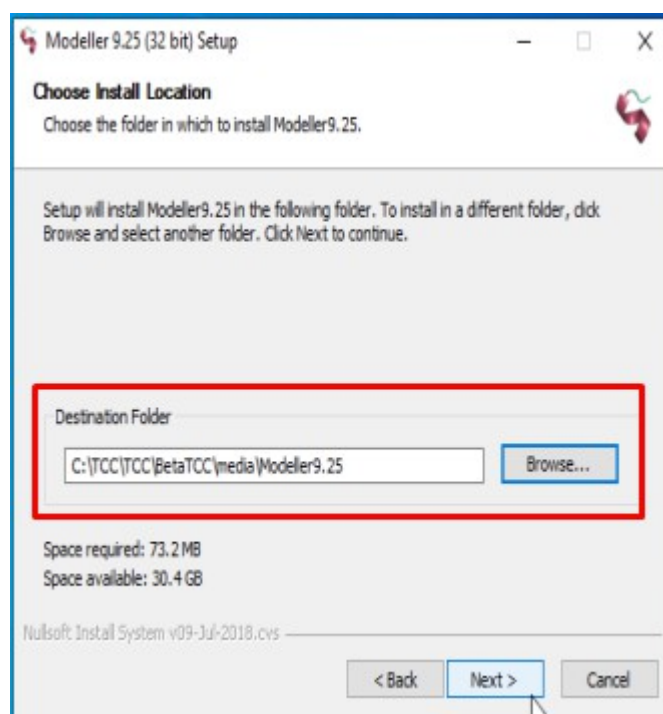 Modeller 9.25 (32 bit) Setup
Choose Install Location
Choose the folder in which to install Modeller9.25.
Setup will install Modeller9.25 in the following folder. To install in a different folder, click
Browse and select another folder. Click Next to continue.
Destination Folder
C:\TCC\TCC\BetaTCC\media\Modeller9.25
Browse...
Space required: 73.2 MB
Space available: 30.4 GB
Nullsoft Install System v09-Jul-2018.cvs
< Back Next > Cancel